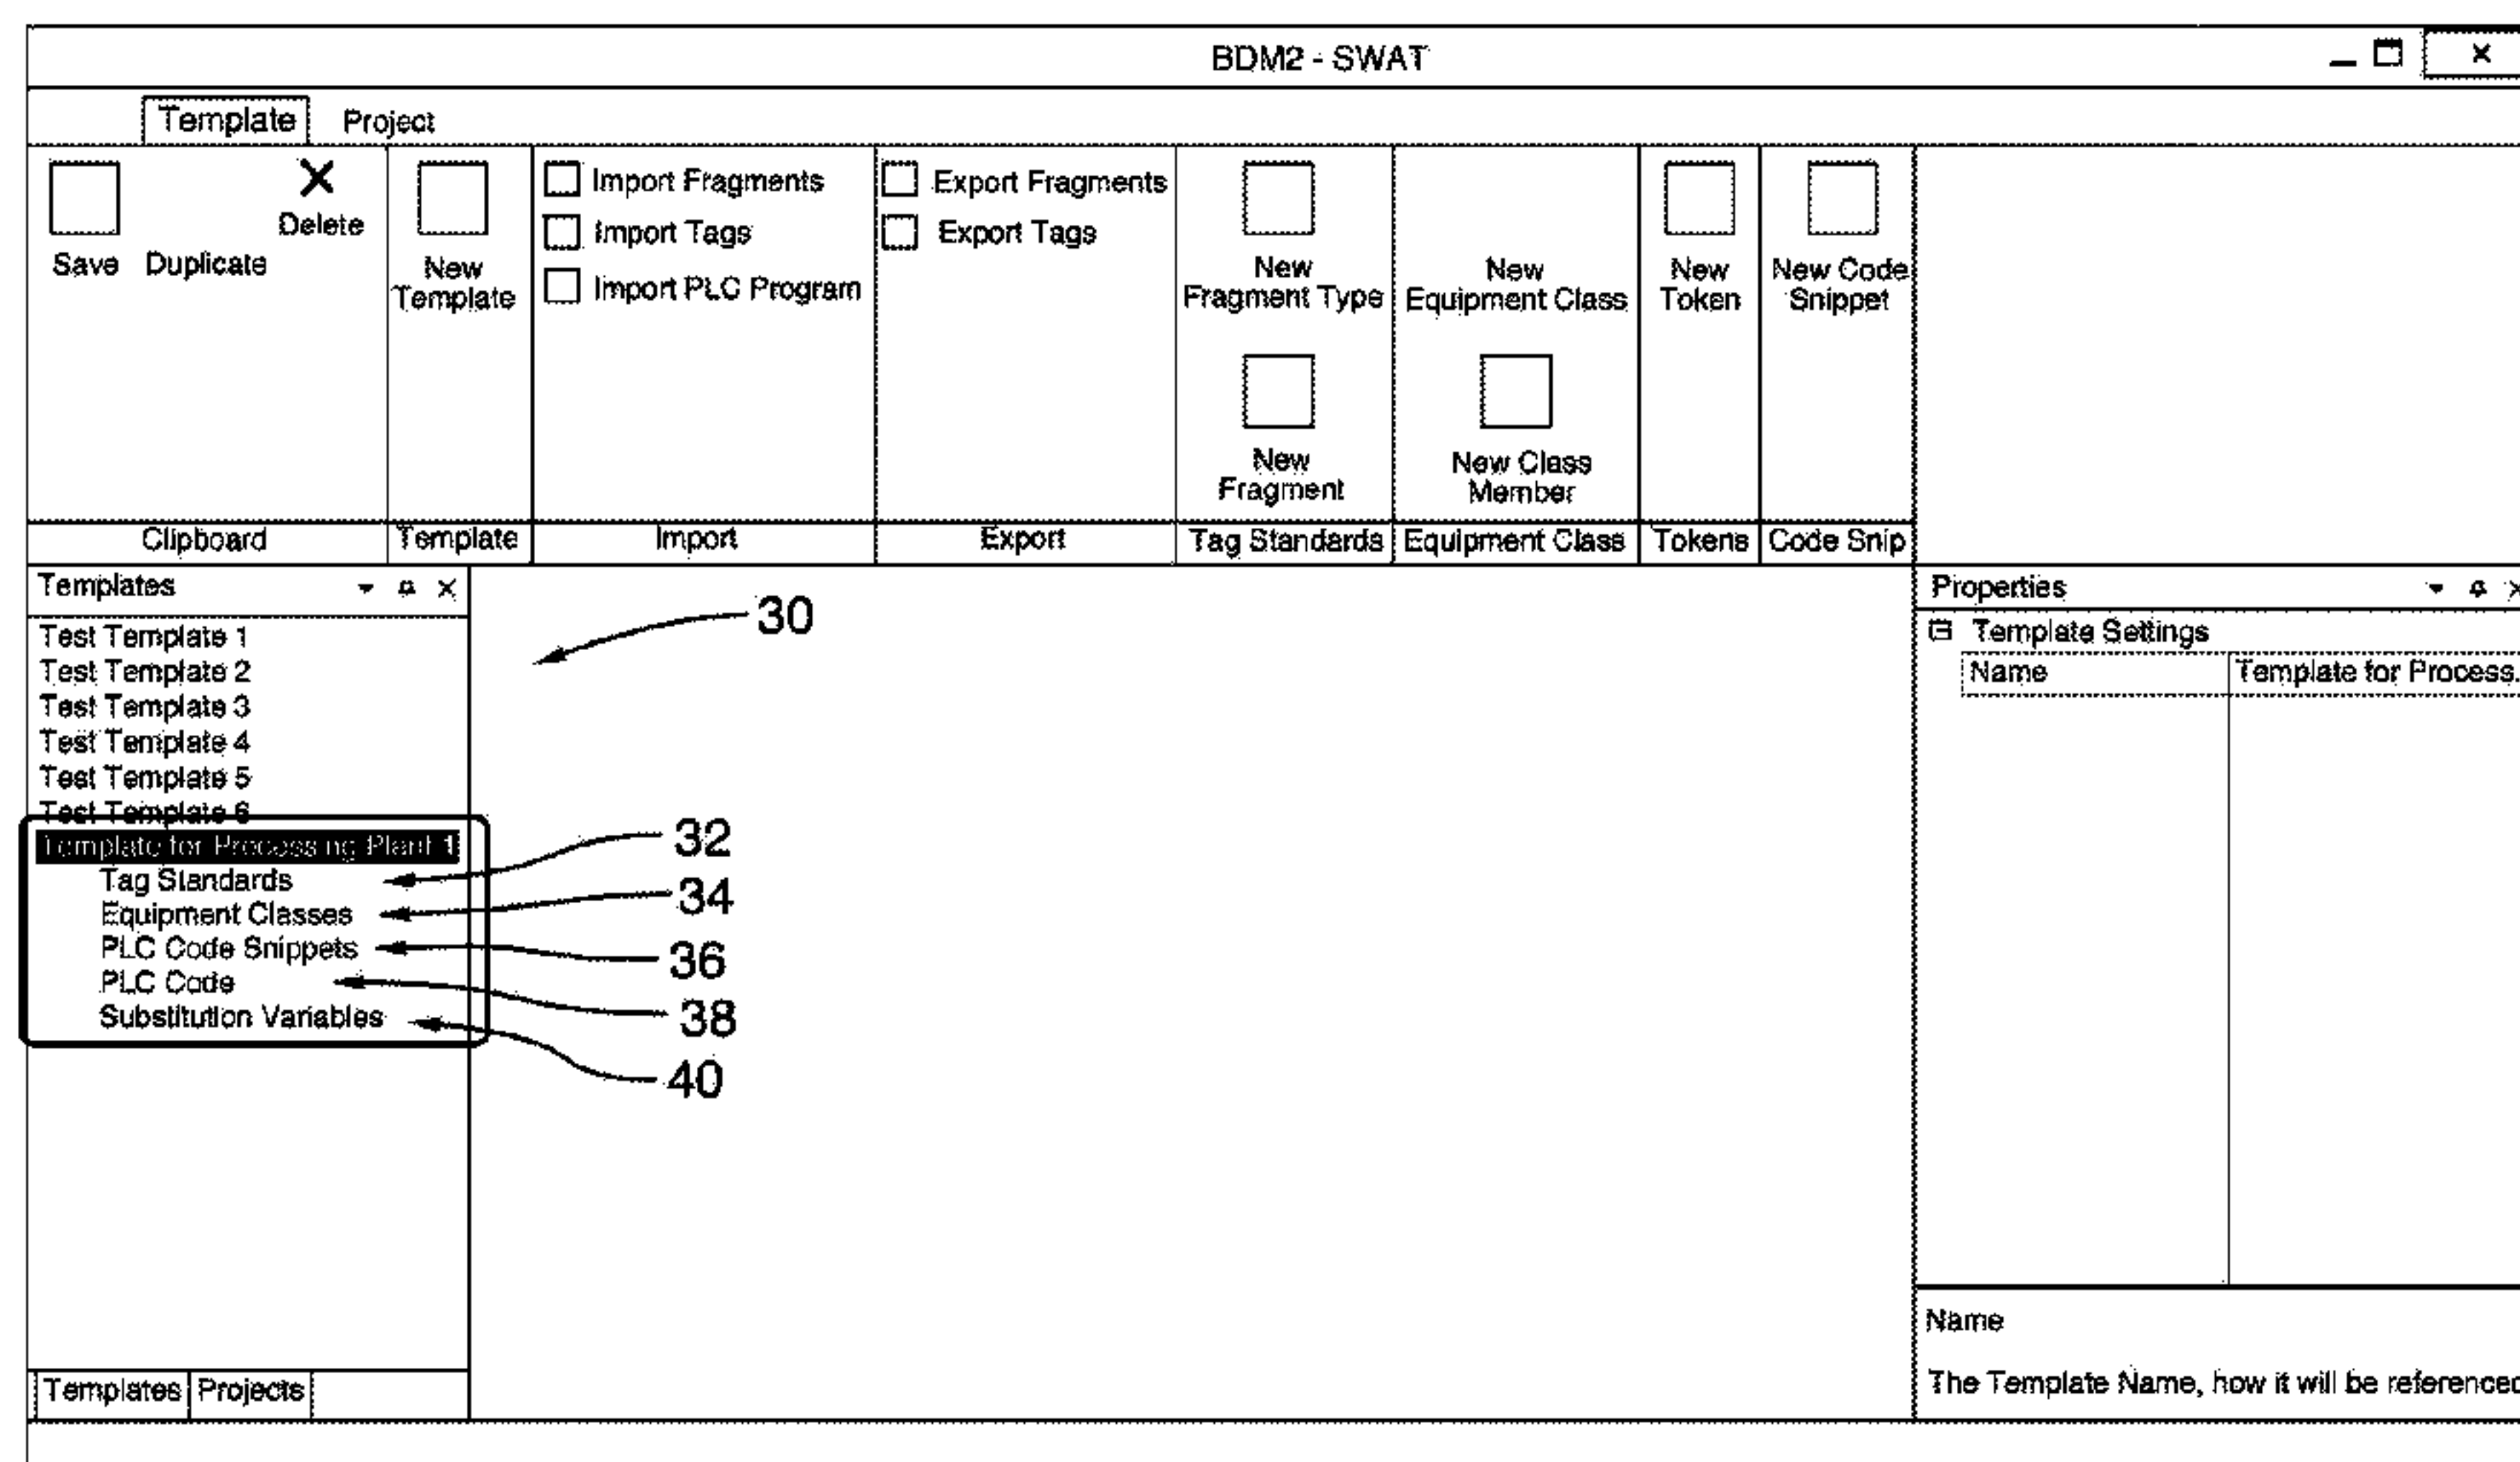 BDM2 - SWAT
Template Project
Save Duplicate Delete
New Template
Import Fragments
Import Tags
Import PLC Program
Export Fragments
Export Tags
New Fragment Type
New Fragment
New Equipment Class
New Class Member
New Token
New Code Snippet
Clipboard Template Import Export Tag Standards Equipment Class Tokens Code Snip
Templates
Test Template 1
Test Template 2
Test Template 3
Test Template 4
Test Template 5
Test Template 6
Template for Processing Plant 1
Tag Standards
Equipment Classes
PLC Code Snippets
PLC Code
Substitution Variables
Templates Projects
30
32
34
36
38
40
Properties
Template Settings
Name Template for Process.
Name
The Template Name, how it will be referenced